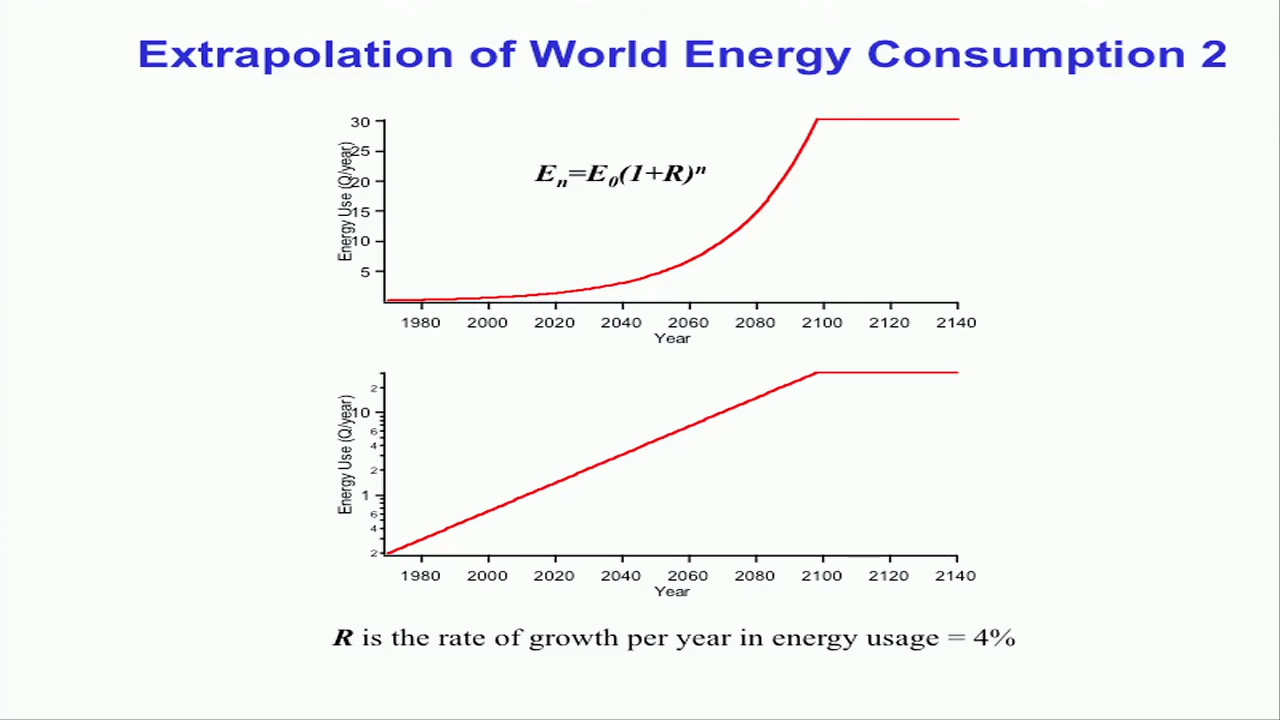 Extrapolation of World Energy Consumption 2
30
25
20
15
10
5
Energy Use (Q/year)
Eₙ=E₀(1+R)ⁿ
1980 2000 2020 2040 2060 2080 2100 2120 2140
Year
2
10
6
4
2
1
6
4
2
Energy Use (Q/year)
1980 2000 2020 2040 2060 2080 2100 2120 2140
Year
R is the rate of growth per year in energy usage = 4%